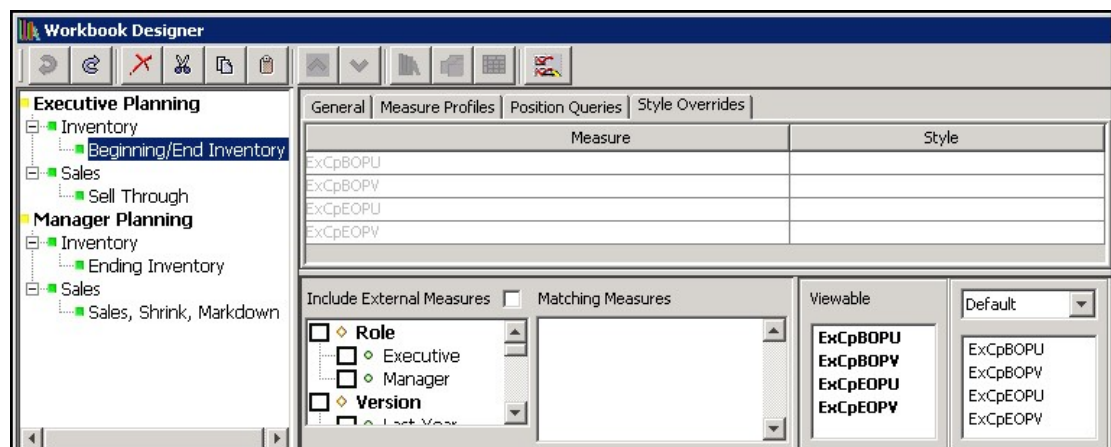 Workbook Designer
Executive Planning
Inventory
Beginning/End Inventory
Sales
Sell Through
Manager Planning
Inventory
Ending Inventory
Sales
Sales, Shrink, Markdown
General
Measure Profiles
Position Queries
Style Overrides
Measure
Style
ExCpBOPU
ExCpBOPV
ExCpEOPU
ExCpEOPV
Include External Measures
Role
Executive
Manager
Version
Last Year
Matching Measures
Viewable
ExCpBOPU
ExCpBOPV
ExCpEOPU
ExCpEOPV
Default
ExCpBOPU
ExCpBOPV
ExCpEOPU
ExCpEOPV